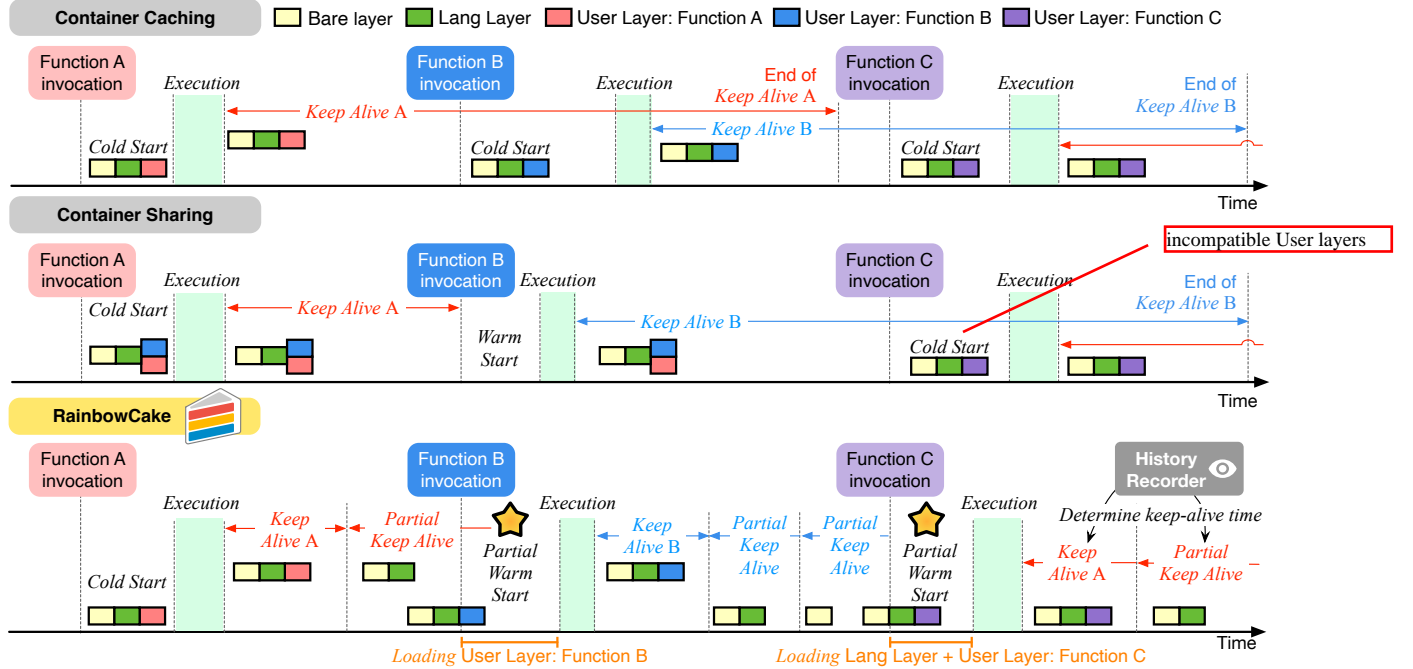 Container Caching
Bare layer
Lang Layer
User Layer: Function A
User Layer: Function B
User Layer: Function C
Function A
invocation
Execution
Function B
invocation
End of
Keep Alive A
Function C
invocation
Execution
Execution
End of
Keep Alive B
Keep Alive A
Keep Alive B
Cold Start
Cold Start
Cold Start
Time
Container Sharing
incompatible User layers
Function A
invocation
Cold Start
Execution
Keep Alive A
Function B
invocation
Warm
Start
Execution
Keep Alive B
Function C
invocation
Cold Start
Execution
End of
Keep Alive B
Time
RainbowCake
Function A
invocation
Cold Start
Execution
Keep
Alive A
Partial
Keep Alive
Function B
invocation
Partial
Warm
Start
Execution
Keep
Alive B
Partial
Keep
Alive
Partial
Keep
Alive
Function C
invocation
Partial
Warm
Start
Execution
History
Recorder
Determine keep-alive time
Keep
Alive A
Partial
Keep Alive
Time
Loading User Layer: Function B
Loading Lang Layer + User Layer: Function C